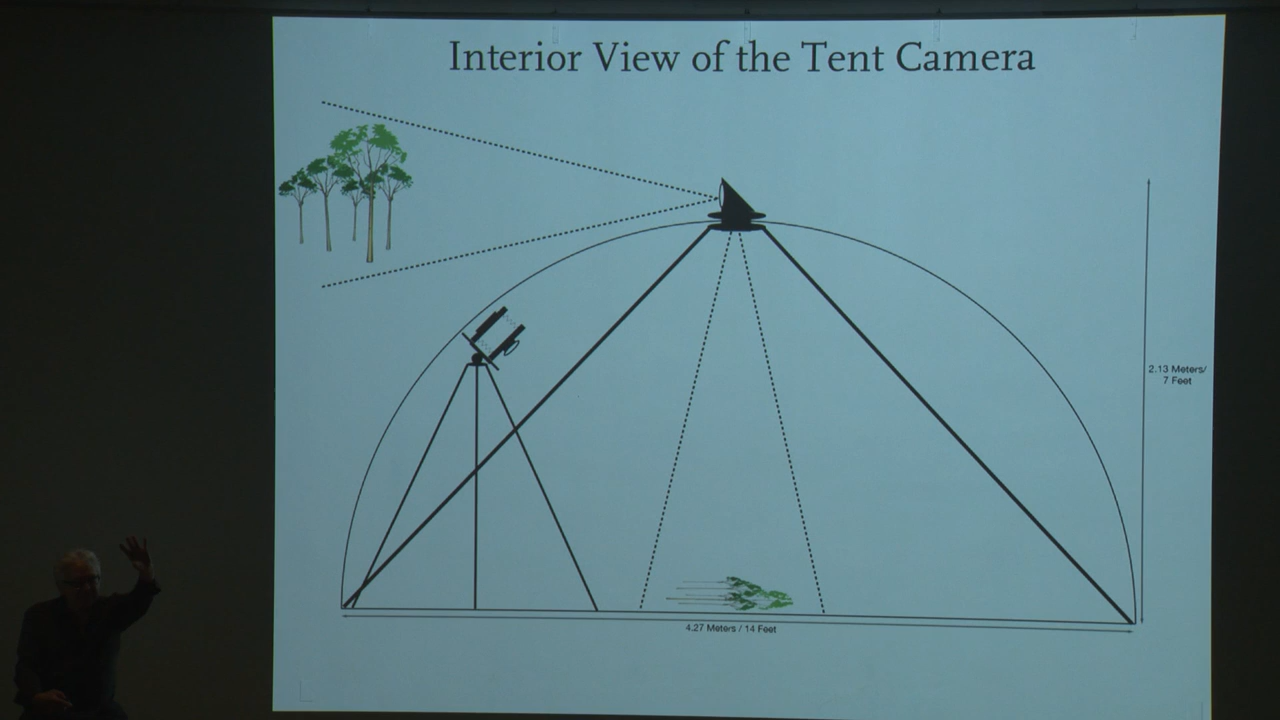 Interior View of the Tent Camera
2.13 Meters/
7 Feet
4.27 Meters / 14 Feet